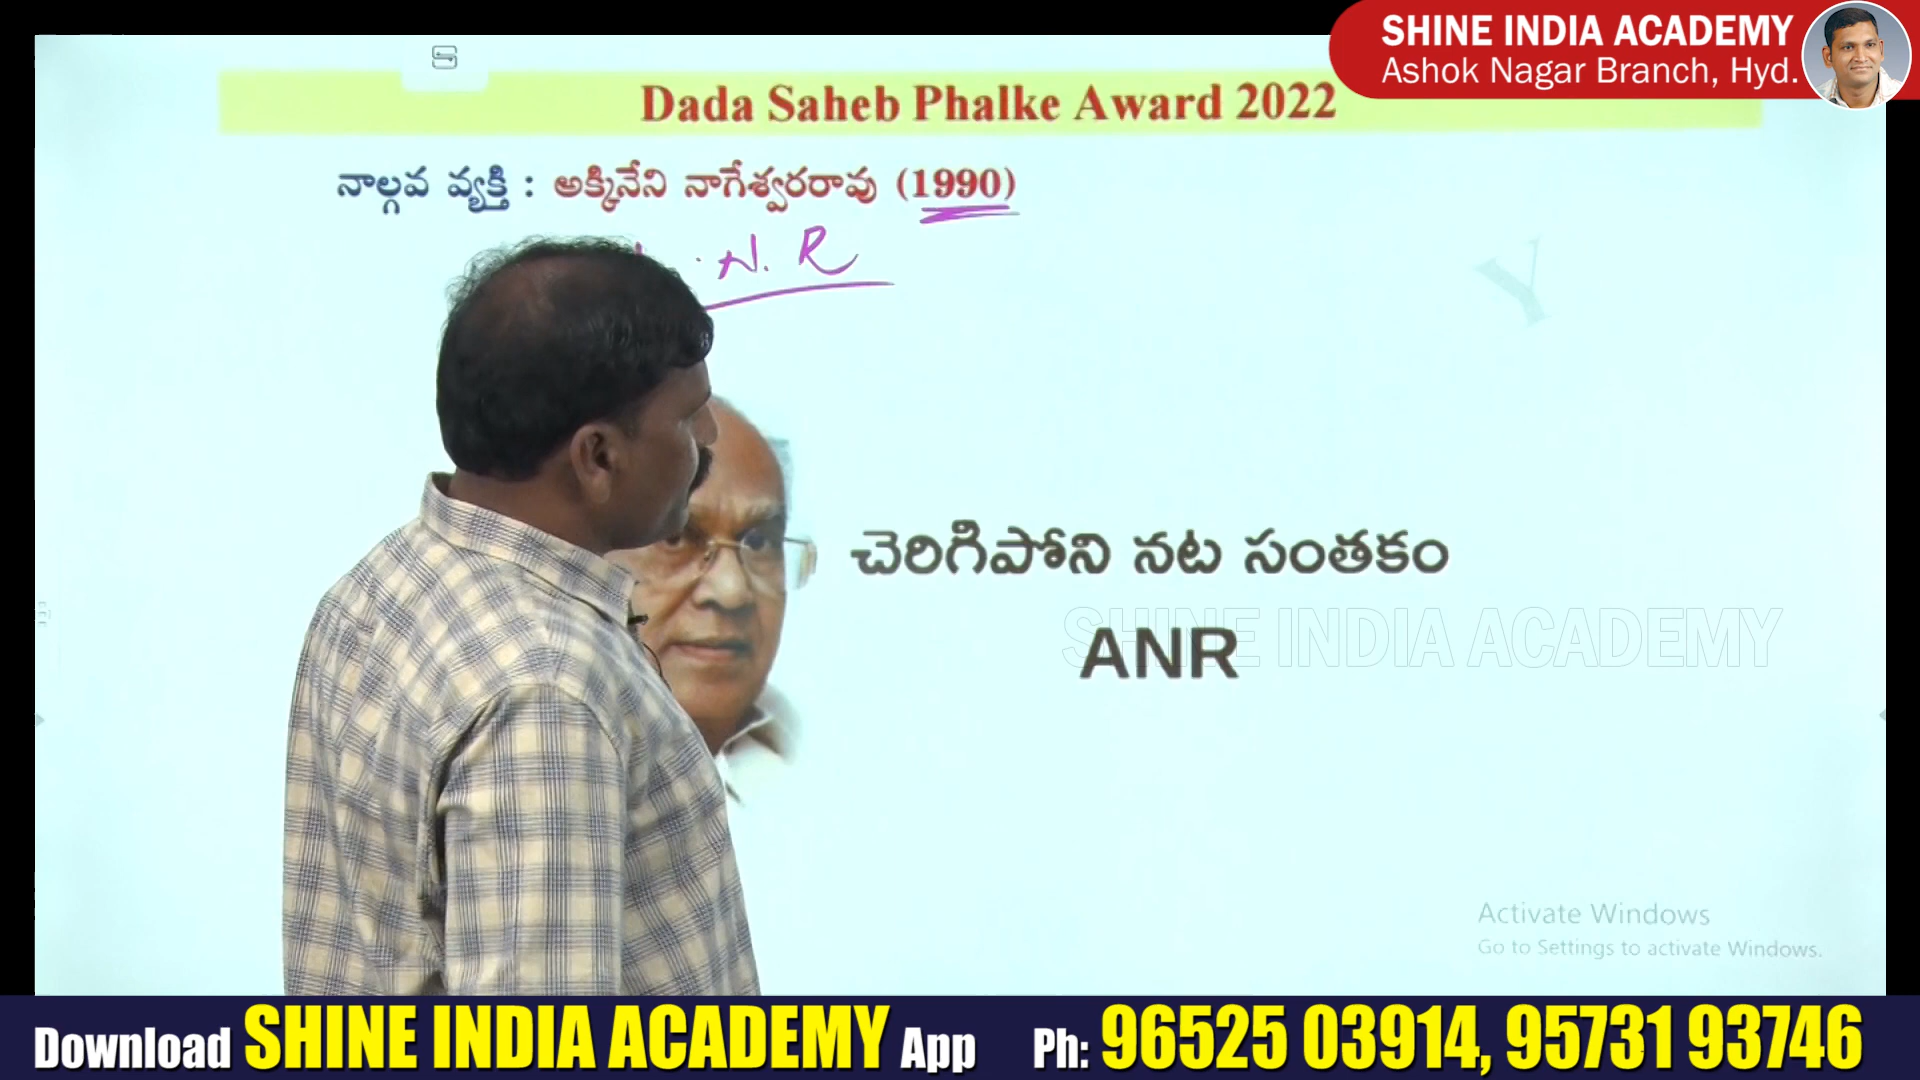 SHINE INDIA ACADEMY
Ashok Nagar Branch, Hyd.
Dada Saheb Phalke Award 2022
నాల్గవ వ్యక్తి : అక్కినేని నాగేశ్వరరావు (1990)
. N. R
Y
చెరిగిపోని నట సంతకం
SHINE INDIA ACADEMY
ANR
Activate Windows
Go to Settings to activate Windows.
Download SHINE INDIA ACADEMY App Ph: 96525 03914, 95731 93746